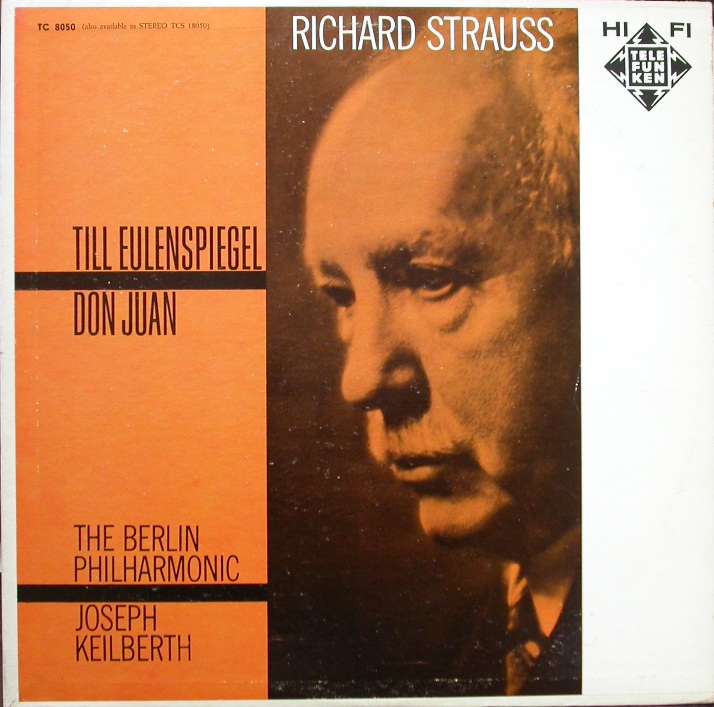 TC 8050 (also available in STEREO TCS 18050)
RICHARD STRAUSS
HI FI
TELE
FUN
KEN
TILL EULENSPIEGEL
DON JUAN
THE BERLIN
PHILHARMONIC
JOSEPH
KEILBERTH